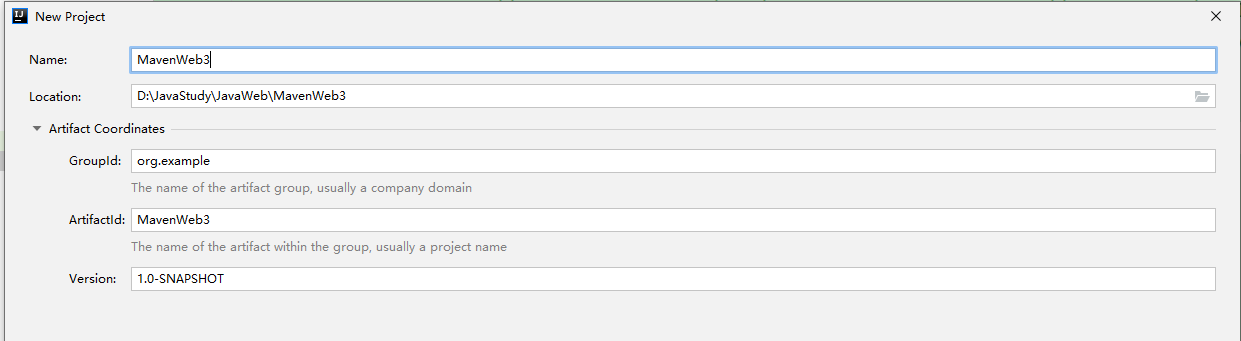 New Project
Name: MavenWeb3
Location: D:\JavaStudy\JavaWeb\MavenWeb3
Artifact Coordinates
GroupId: org.example
The name of the artifact group, usually a company domain
ArtifactId: MavenWeb3
The name of the artifact within the group, usually a project name
Version: 1.0-SNAPSHOT